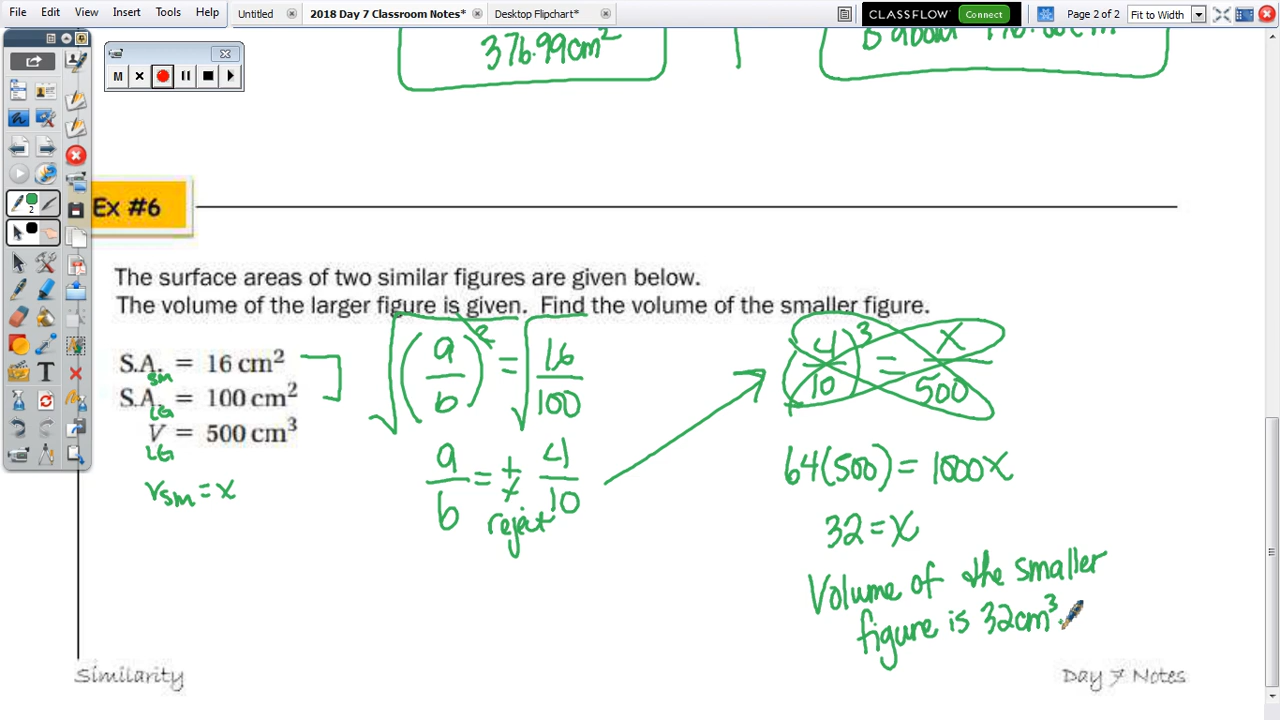 File Edit View Insert Tools Help
Untitled
2018 Day 7 Classroom Notes*
Desktop Flipchart*
CLASSFLOW Connect
Page 2 of 2
Fit to Width
M
2
T
376.99cm²
Ex #6
The surface areas of two similar figures are given below.
The volume of the larger figure is given. Find the volume of the smaller figure.
S.A. = 16 cm²
SM
S.A. = 100 cm²
LG
V = 500 cm³
LG
V SM = x
√(a/b)² = √16/100
a/b = ± 4/10
reject
(4/10)³ = x/500
64(500) = 1000x
32 = x
Volume of the smaller
figure is 32cm³
Similarity
Day 7 Notes